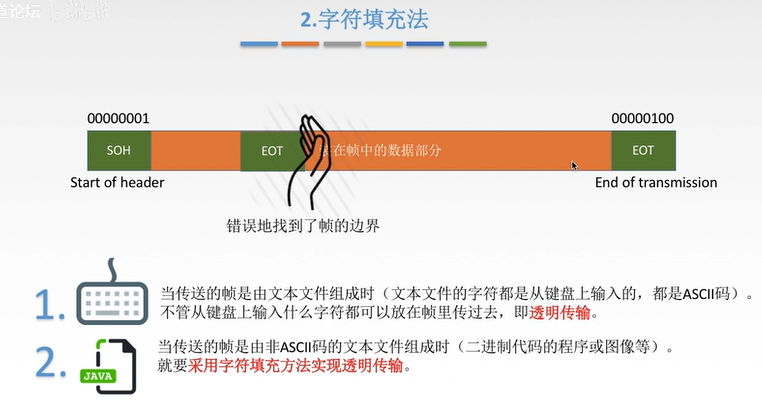 道论坛
2.字符填充法
00000001
00000100
SOH
EOT
装在帧中的数据部分
EOT
Start of header
End of transmission
错误地找到了帧的边界
1.
当传送的帧是由文本文件组成时（文本文件的字符都是从键盘上输入的，都是ASCII码）。
不管从键盘上输入什么字符都可以放在帧里传过去，即透明传输。
2.
JAVA
当传送的帧是由非ASCII码的文本文件组成时（二进制代码的程序或图像等）。
就要采用字符填充方法实现透明传输。